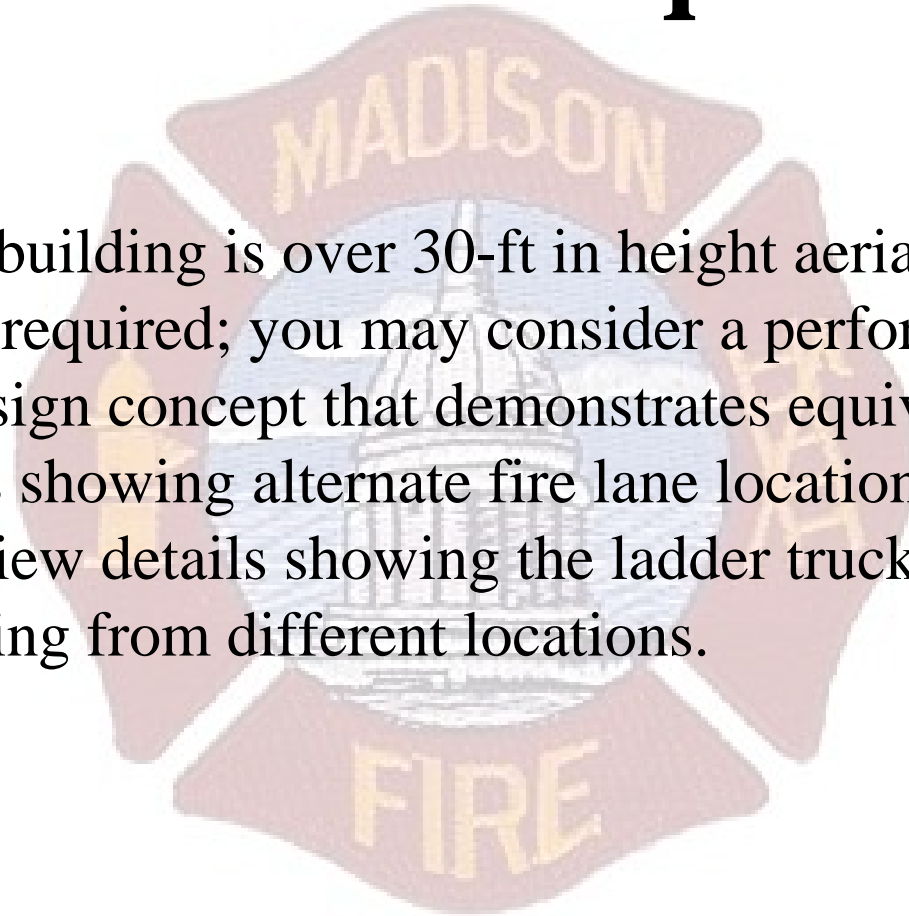 MADISON
building is over 30-ft in height aeria
required; you may consider a perfor
sign concept that demonstrates equiv
showing alternate fire lane location
iew details showing the ladder truck
ing from different locations.
FIRE